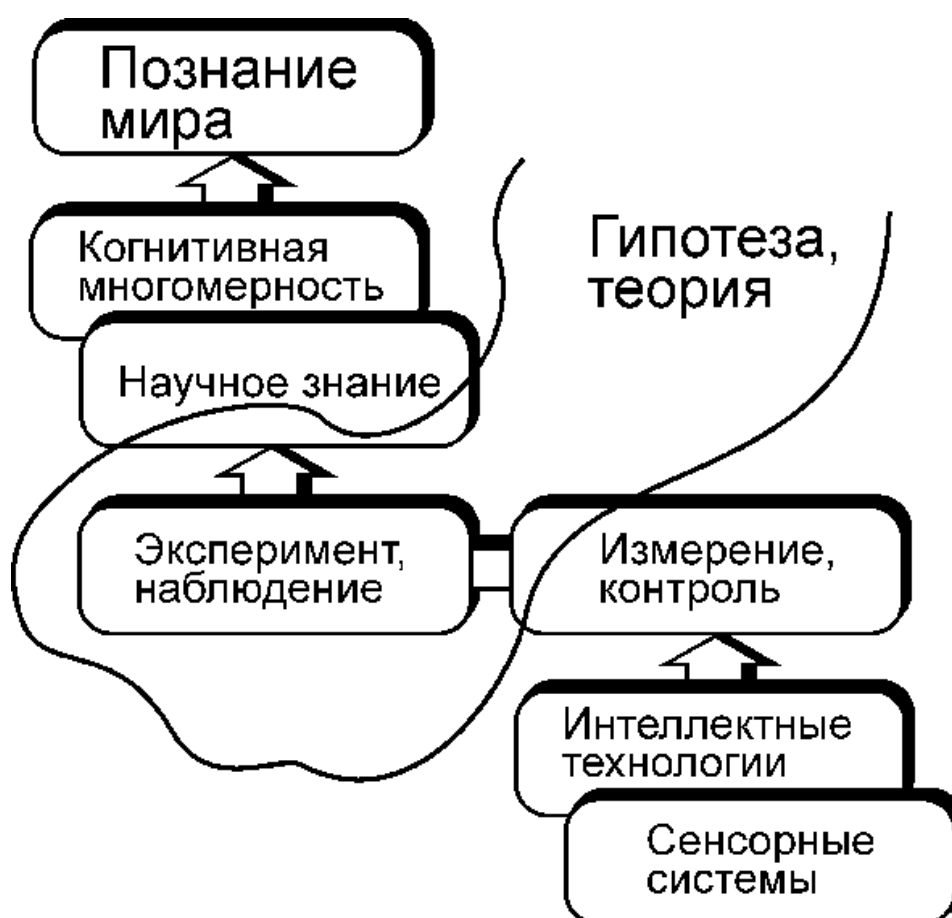 Познание
мира
Когнитивная
многомерность
Гипотеза,
теория
Научное знание
Эксперимент,
наблюдение
Измерение,
контроль
Интеллектные
технологии
Сенсорные
системы